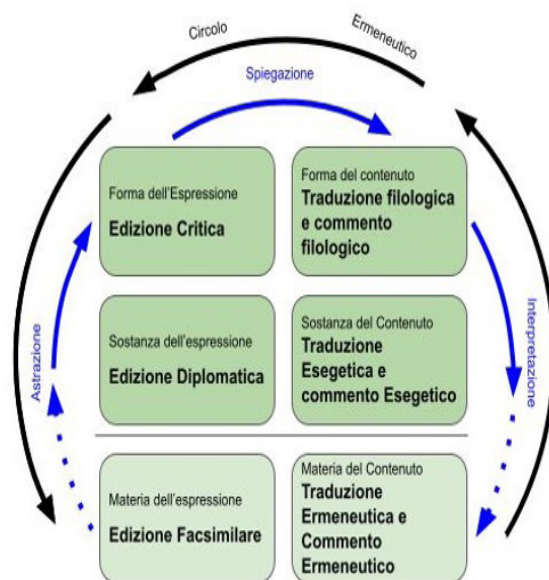 Circolo
Ermeneutico
Spiegazione
Forma dell'Espressione
Edizione Critica
Forma del contenuto
Traduzione filologica
e commento
filologico
Astrazione
Interpretazione
Sostanza dell'espressione
Edizione Diplomatica
Sostanza del Contenuto
Traduzione
Esegetica e
commento Esegetico
Materia dell'espressione
Edizione Facsimilare
Materia del Contenuto
Traduzione
Ermeneutica e
Commento
Ermeneutico